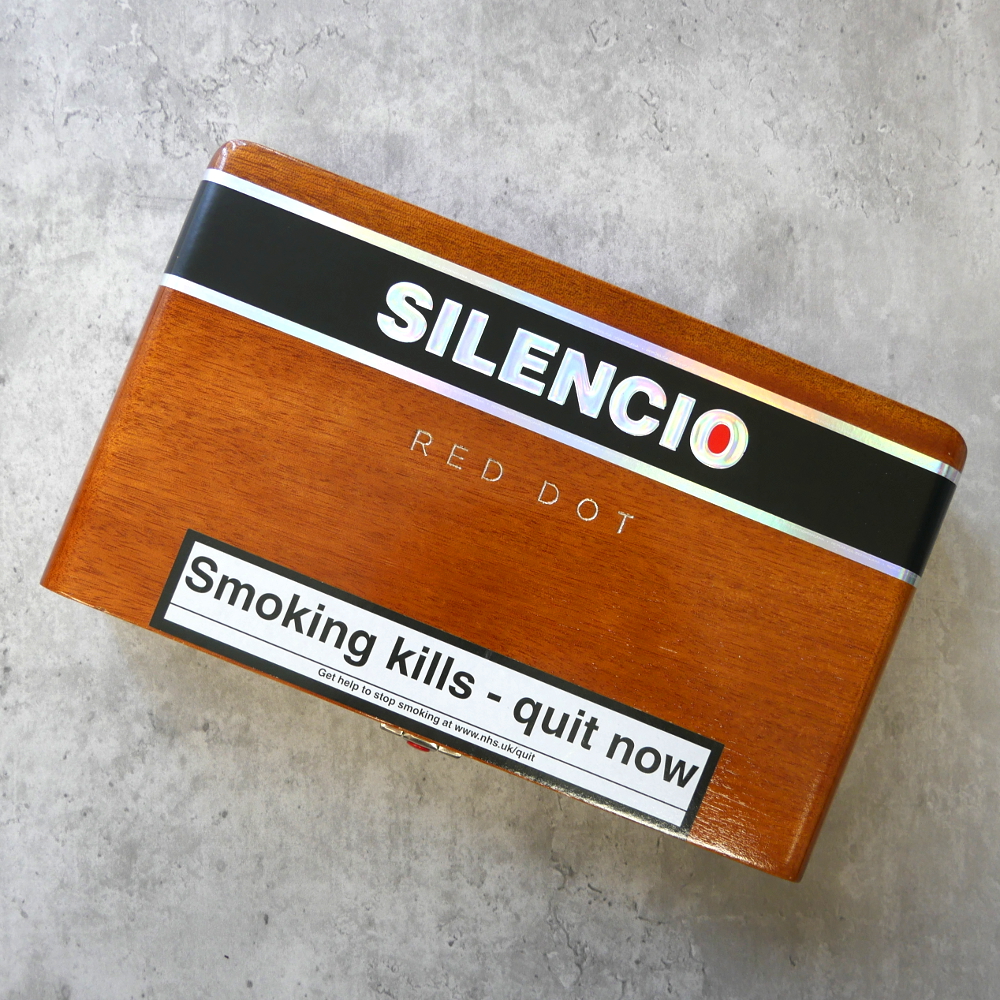 SILENCIO
RED DOT
Smoking kills - quit now
Get help to stop smoking at www.nhs.uk/quit